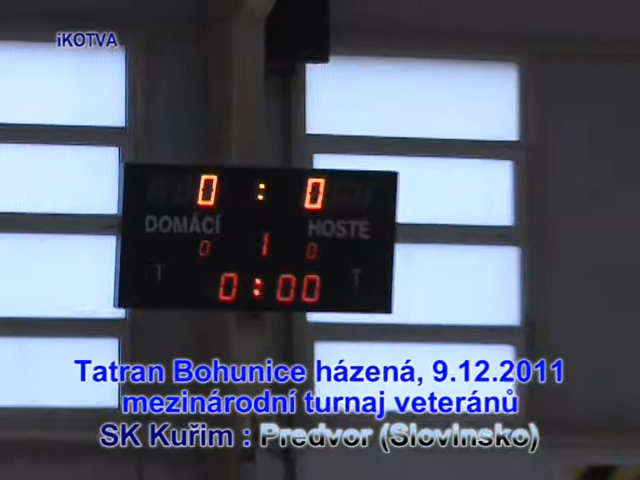 iKOTVA
0 : 0
DOMÁCÍ HOSTÉ
0 1 0
T 0:00 T
Tatran Bohunice házená, 9.12.2011
mezinárodní turnaj veteránů
SK Kuřim : Predvor (Slovinsko)